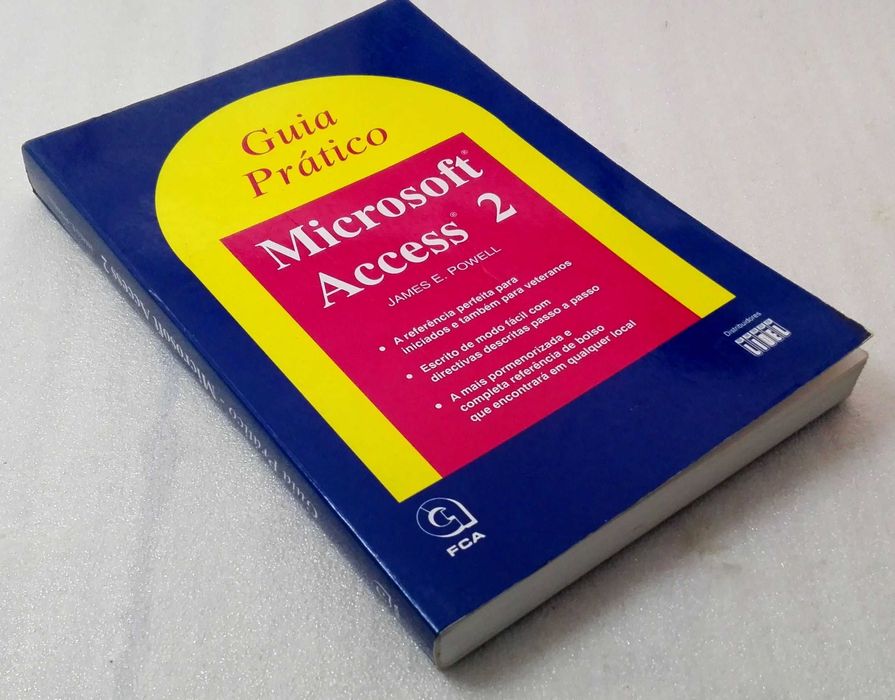 Guia
Prático
Microsoft®
Access® 2
JAMES E. POWELL
• A referência perfeita para
iniciados e também para veteranos
• Escrito de modo fácil com
directivas descritas passo a passo
• A mais pormenorizada e
completa referência de bolso
que encontrará em qualquer local
Distribuidores
LIDEL
FCA
Guia Prático - Microsoft Access 2